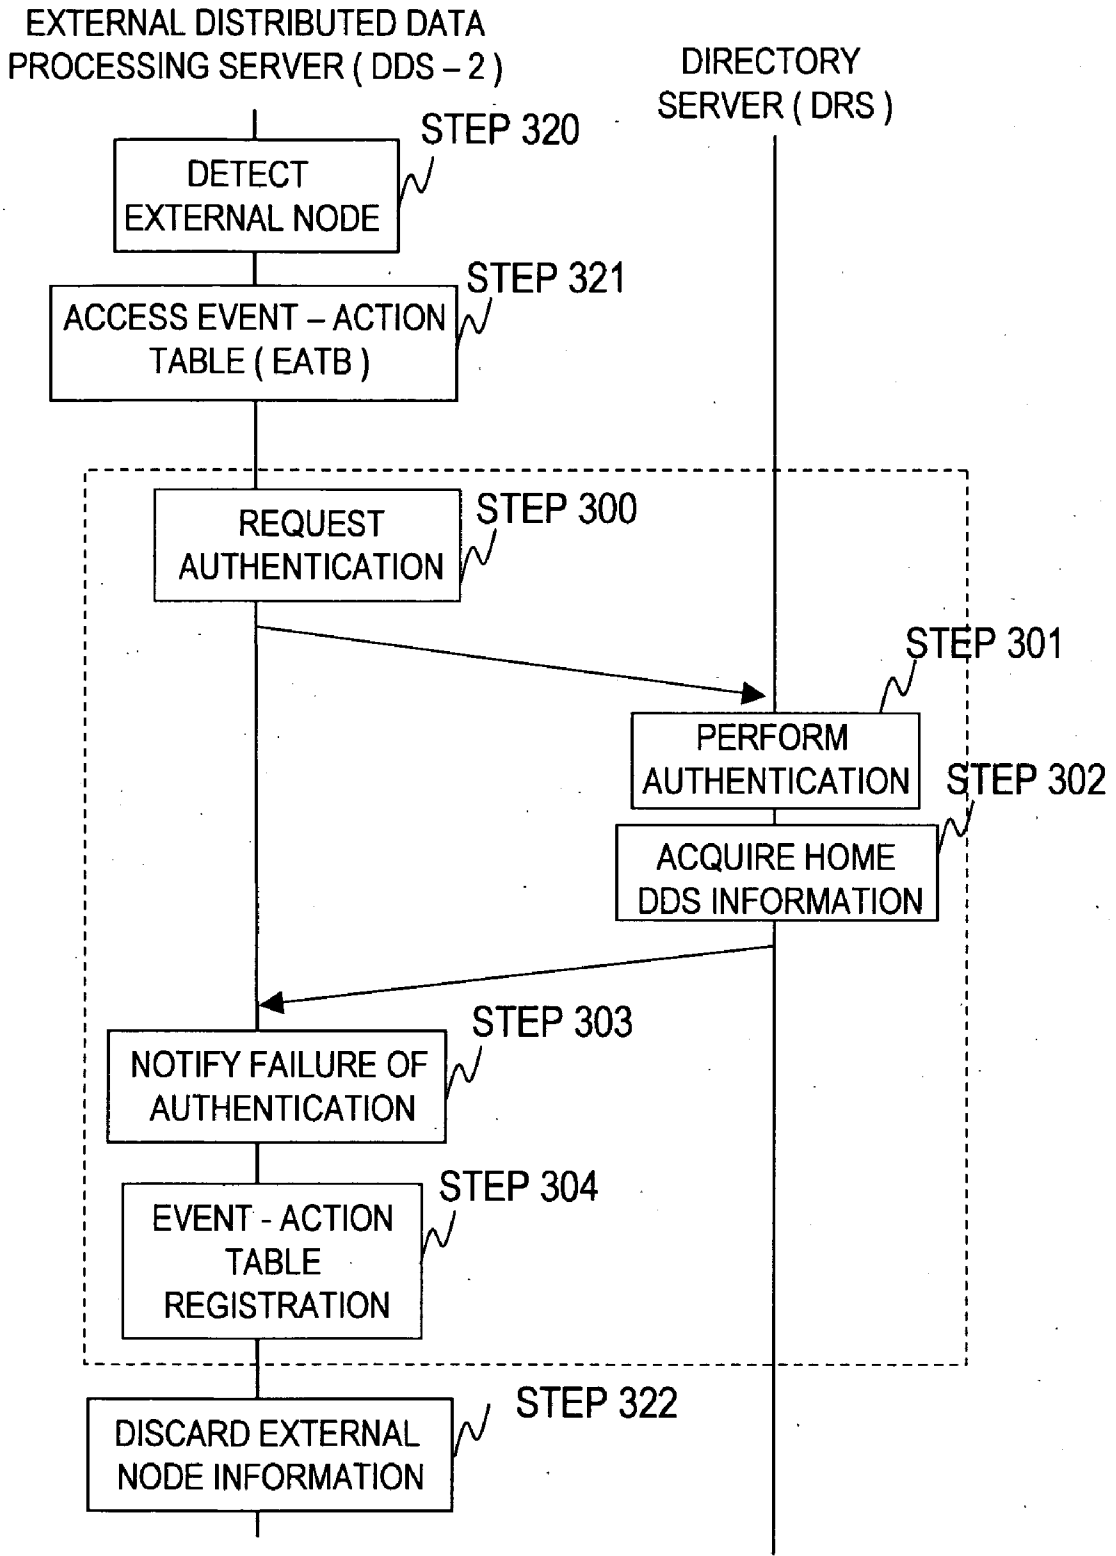 EXTERNAL DISTRIBUTED DATA
PROCESSING SERVER ( DDS – 2 )
DIRECTORY
SERVER ( DRS )
STEP 320
DETECT
EXTERNAL NODE
STEP 321
ACCESS EVENT – ACTION
TABLE ( EATB )
STEP 300
REQUEST
AUTHENTICATION
STEP 301
PERFORM
AUTHENTICATION
STEP 302
ACQUIRE HOME
DDS INFORMATION
STEP 303
NOTIFY FAILURE OF
AUTHENTICATION
STEP 304
EVENT - ACTION
TABLE
REGISTRATION
STEP 322
DISCARD EXTERNAL
NODE INFORMATION